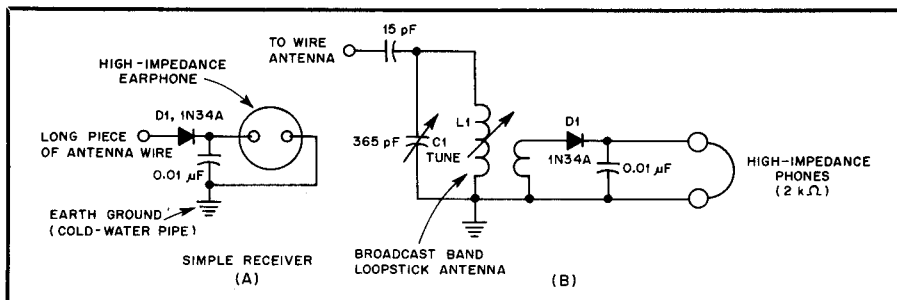 HIGH-IMPEDANCE
EARPHONE
D1, 1N34A
LONG PIECE
OF ANTENNA WIRE
0.01 µF
EARTH GROUND
(COLD-WATER PIPE)
SIMPLE RECEIVER
(A)
15 pF
TO WIRE
ANTENNA
365 pF
C1
TUNE
L1
D1
1N34A
0.01 µF
HIGH-IMPEDANCE
PHONES
(2 kΩ)
BROADCAST BAND
LOOPSTICK ANTENNA
(B)